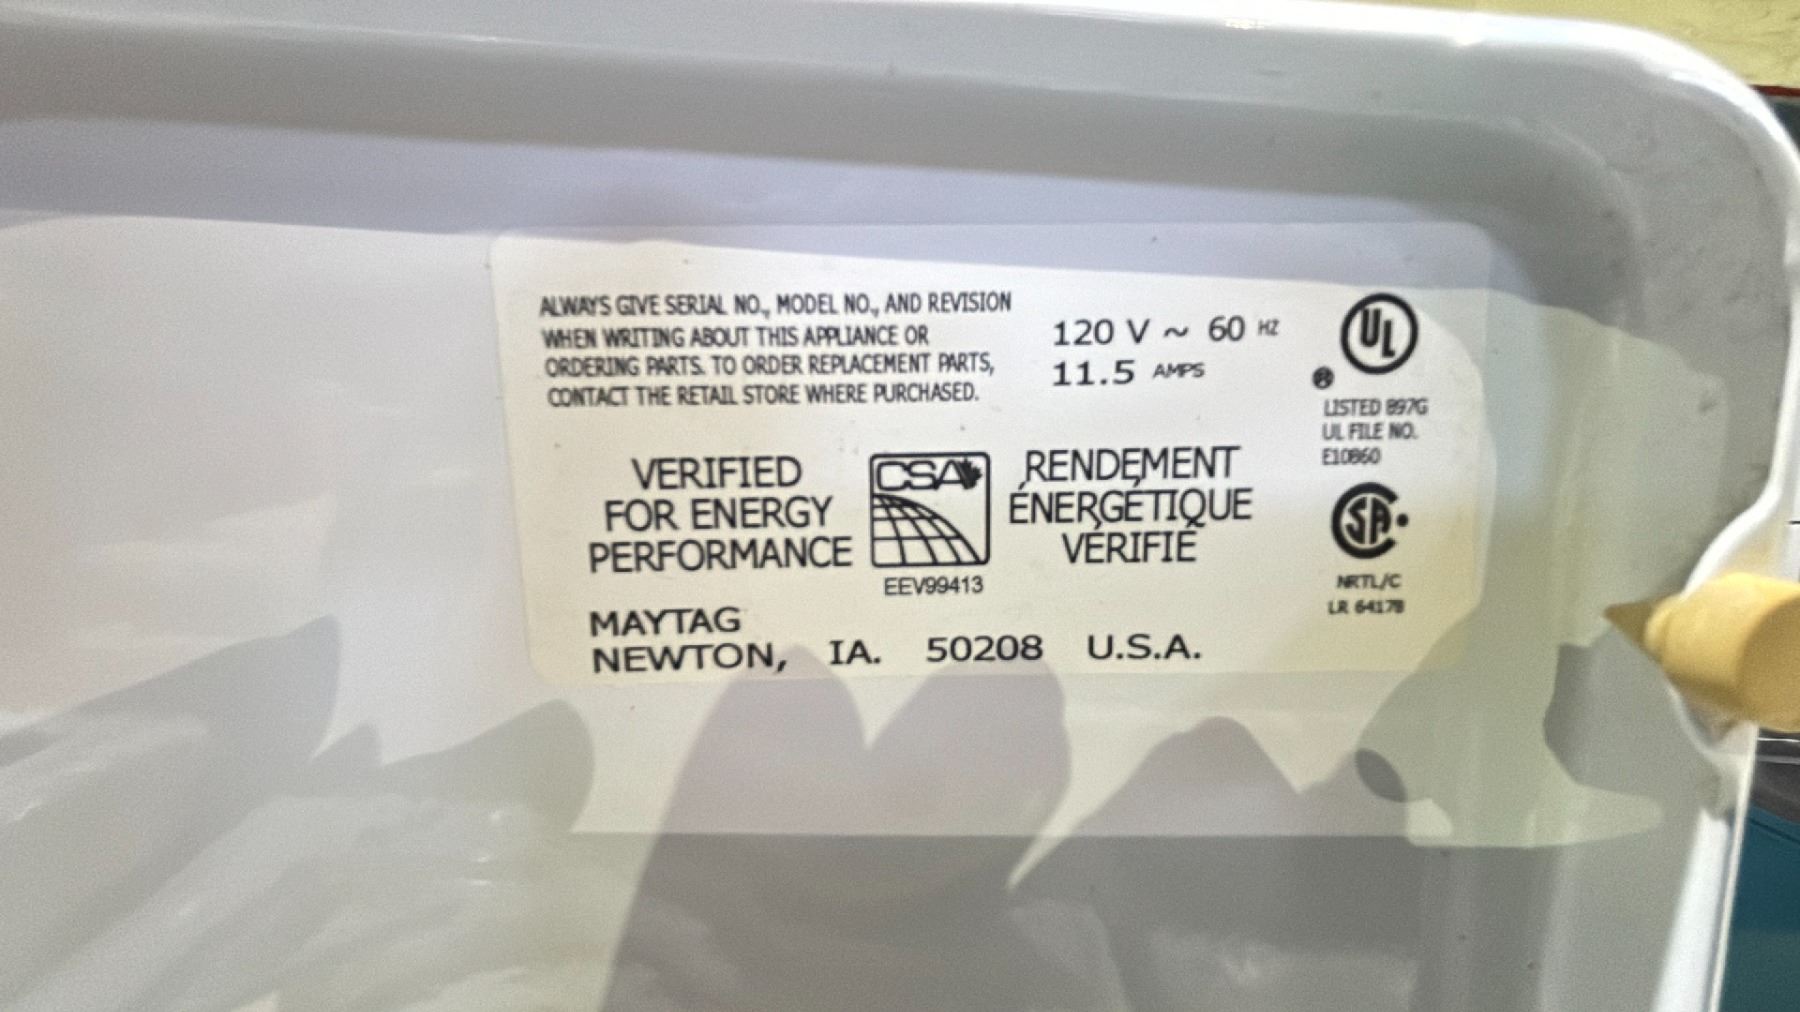 ALWAYS GIVE SERIAL NO., MODEL NO., AND REVISION
WHEN WRITING ABOUT THIS APPLIANCE OR
ORDERING PARTS. TO ORDER REPLACEMENT PARTS,
CONTACT THE RETAIL STORE WHERE PURCHASED.
120 V ~ 60 HZ
11.5 AMPS
UL
®
LISTED 897G
UL FILE NO.
E10860
VERIFIED
FOR ENERGY
PERFORMANCE
CSA
EEV99413
RENDEMENT
ÉNERGÉTIQUE
VÉRIFIÉ
SA
NRTL/C
LR 64178
MAYTAG
NEWTON, IA. 50208 U.S.A.